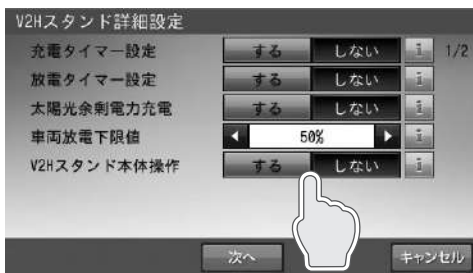 V2Hスタンド詳細設定
充電タイマー設定 する しない i 1/2
放電タイマー設定 する しない i
太陽光余剰電力充電 する しない i
車両放電下限値 ◀ 50% ▶ i
V2Hスタンド本体操作 する しない i
次へ キャンセル